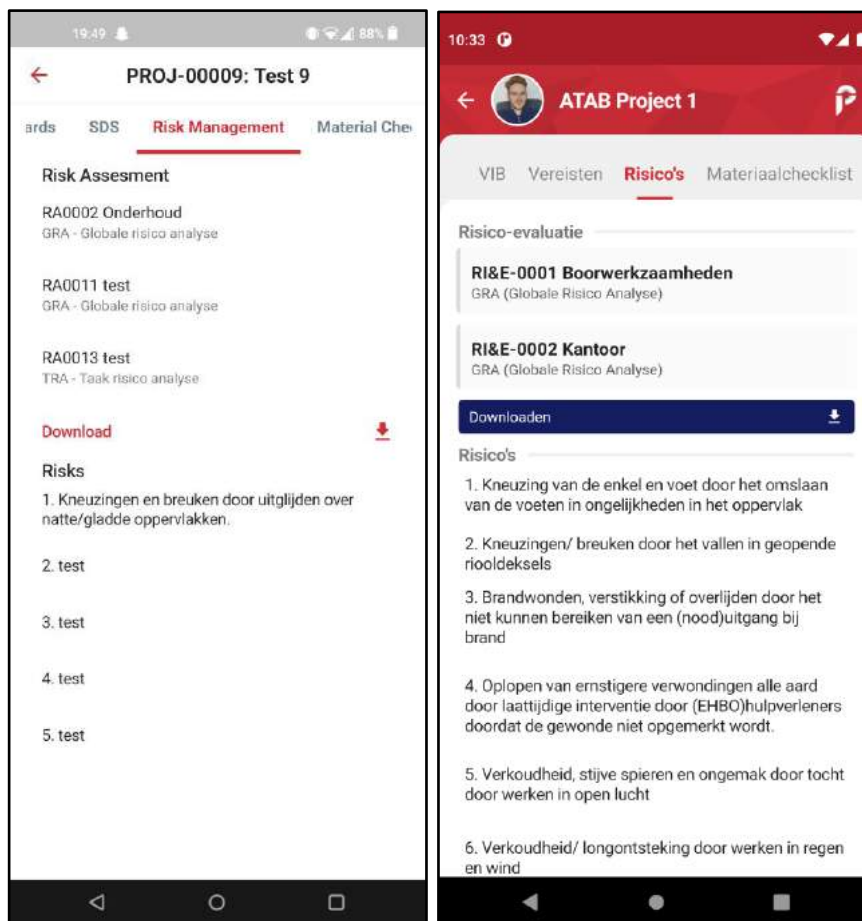 19:49
88%
PROJ-00009: Test 9
ards SDS Risk Management Material Che
Risk Assesment
RA0002 Onderhoud
GRA - Globale risico analyse
RA0011 test
GRA - Globale risico analyse
RA0013 test
TRA - Taak risico analyse
Download
Risks
1. Kneuzingen en breuken door uitglijden over
natte/gladde oppervlakken.
2. test
3. test
4. test
5. test
10:33
ATAB Project 1
VIB Vereisten Risico's Materiaalchecklist
Risico-evaluatie
RI&E-0001 Boorwerkzaamheden
GRA (Globale Risico Analyse)
RI&E-0002 Kantoor
GRA (Globale Risico Analyse)
Downloaden
Risico's
1. Kneuzing van de enkel en voet door het omslaan
van de voeten in ongelijkheden in het oppervlak
2. Kneuzingen/ breuken door het vallen in geopende
riooldeksels
3. Brandwonden, verstikking of overlijden door het
niet kunnen bereiken van een (nood)uitgang bij
brand
4. Oplopen van ernstigere verwondingen alle aard
door laattijdige interventie door (EHBO)hulpverleners
doordat de gewonde niet opgemerkt wordt.
5. Verkoudheid, stijve spieren en ongemak door tocht
door werken in open lucht
6. Verkoudheid/ longontsteking door werken in regen
en wind